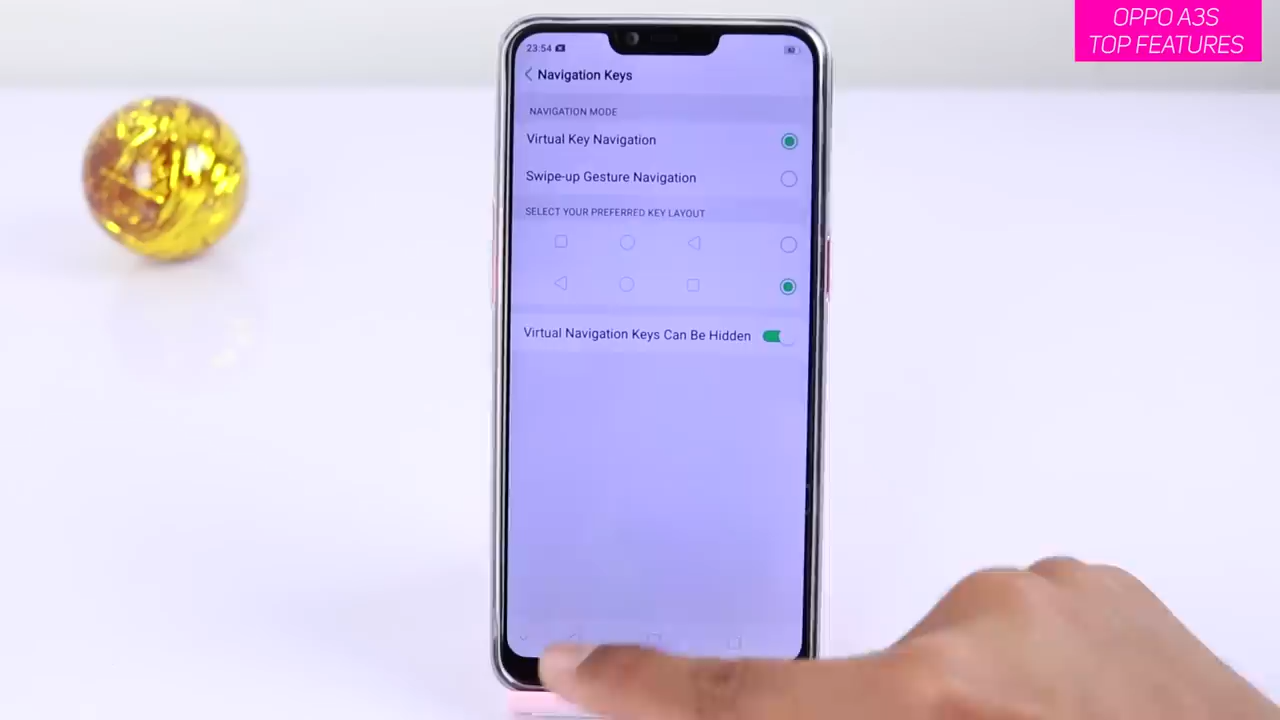 OPPO A3S
TOP FEATURES
23:54
Navigation Keys
NAVIGATION MODE
Virtual Key Navigation
Swipe-up Gesture Navigation
SELECT YOUR PREFERRED KEY LAYOUT
Virtual Navigation Keys Can Be Hidden